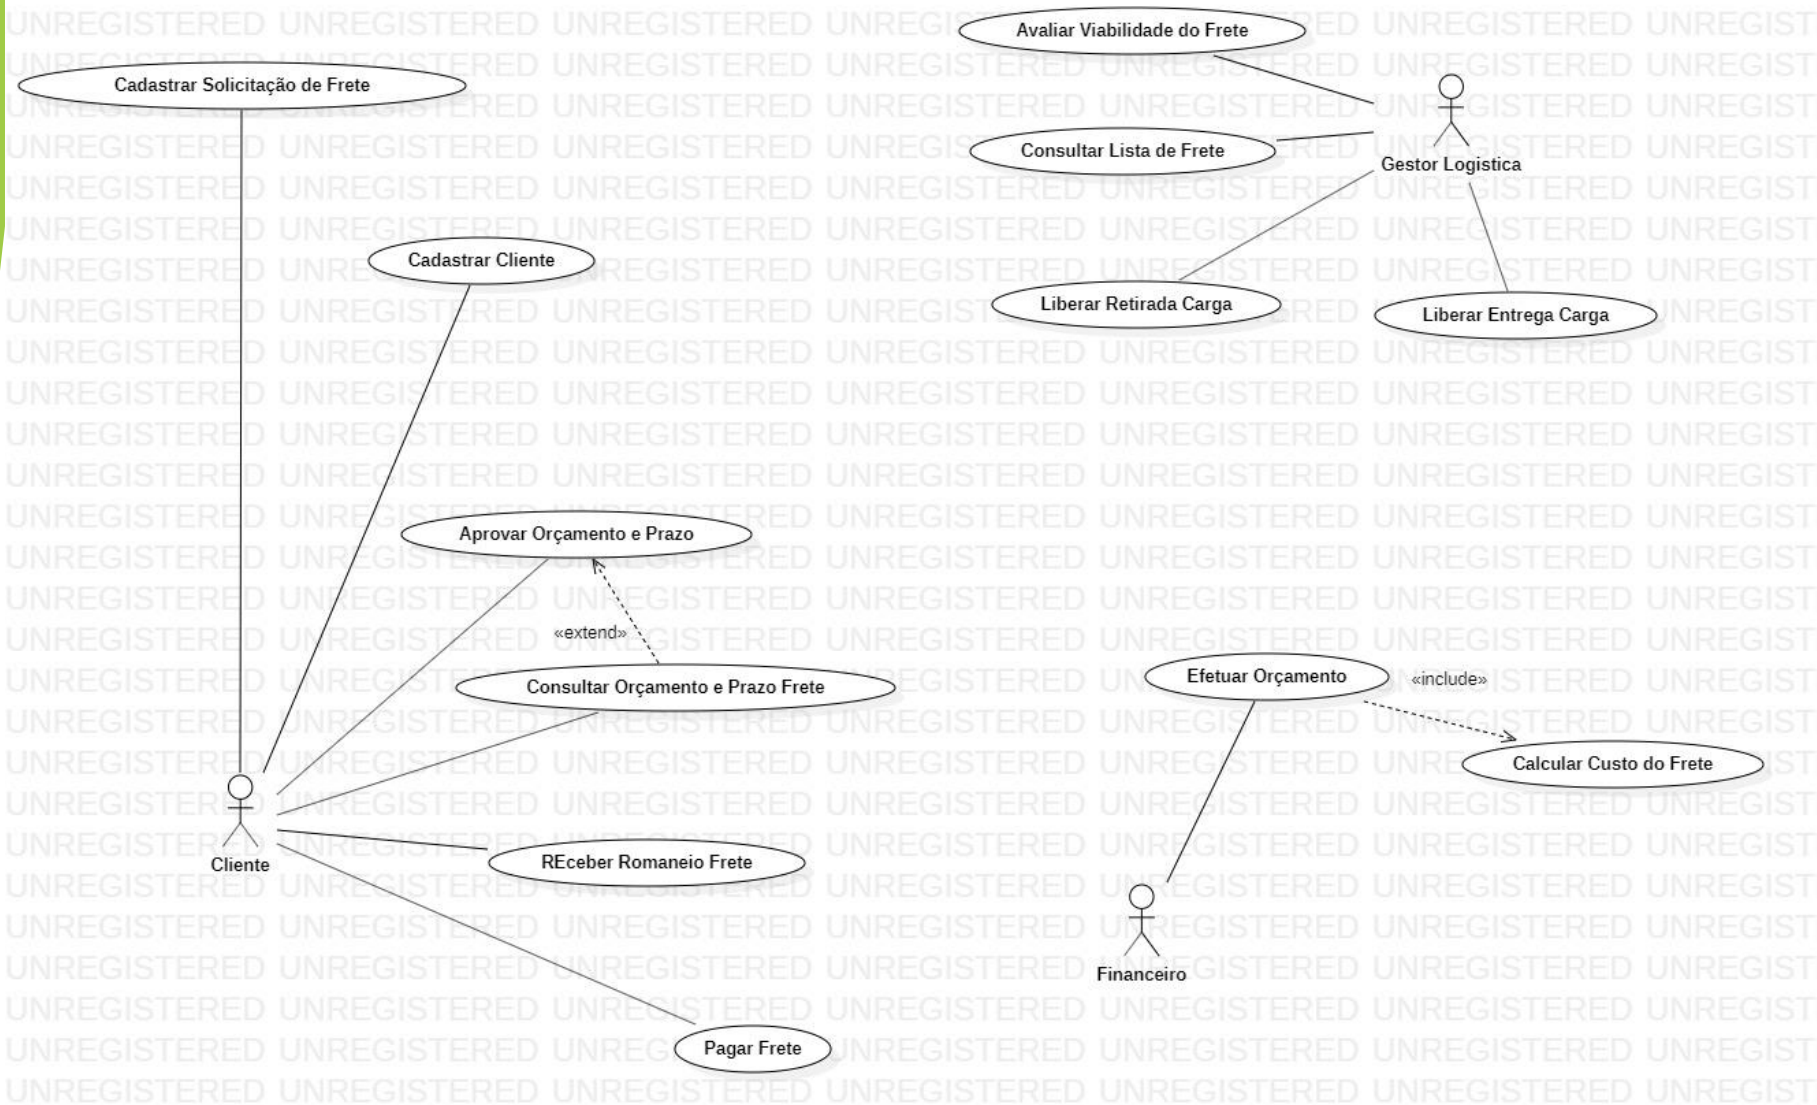 Avaliar Viabilidade do Frete
Cadastrar Solicitação de Frete
Consultar Lista de Frete
Gestor Logistica
Cadastrar Cliente
Liberar Retirada Carga
Liberar Entrega Carga
Aprovar Orçamento e Prazo
«extend»
Consultar Orçamento e Prazo Frete
Efetuar Orçamento
«include»
Calcular Custo do Frete
Cliente
REceber Romaneio Frete
Financeiro
Pagar Frete
UNREGISTERED